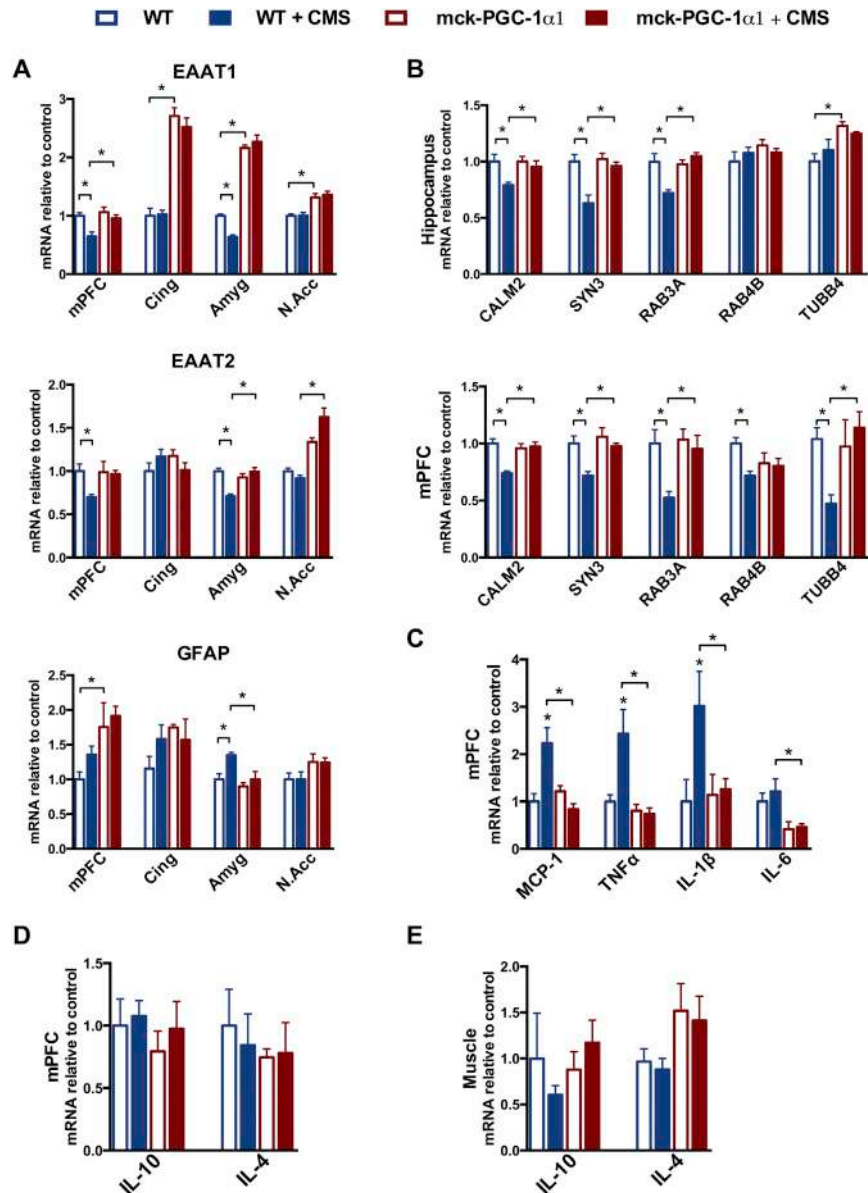 WT WT + CMS mck-PGC-1α1 mck-PGC-1α1 + CMS
A
EAAT1
mRNA relative to control
3
2
1
0
* * * * * *
mPFC Cing Amyg N.Acc
EAAT2
mRNA relative to control
2.0
1.5
1.0
0.5
0.0
* * * *
mPFC Cing Amyg N.Acc
GFAP
mRNA relative to control
2.5
2.0
1.5
1.0
0.5
0.0
* * *
mPFC Cing Amyg N.Acc
B
Hippocampus
mRNA relative to control
1.5
1.0
0.5
0.0
* * * * * * *
CALM2 SYN3 RAB3A RAB4B TUBB4
mPFC
mRNA relative to control
1.5
1.0
0.5
0.0
* * * * * * * * *
CALM2 SYN3 RAB3A RAB4B TUBB4
C
mPFC
mRNA relative to control
4
3
2
1
0
* * * * * * *
MCP-1 TNFα IL-1β IL-6
D
mPFC
mRNA relative to control
1.5
1.0
0.5
0.0
IL-10 IL-4
E
Muscle
mRNA relative to control
2.0
1.5
1.0
0.5
0.0
IL-10 IL-4